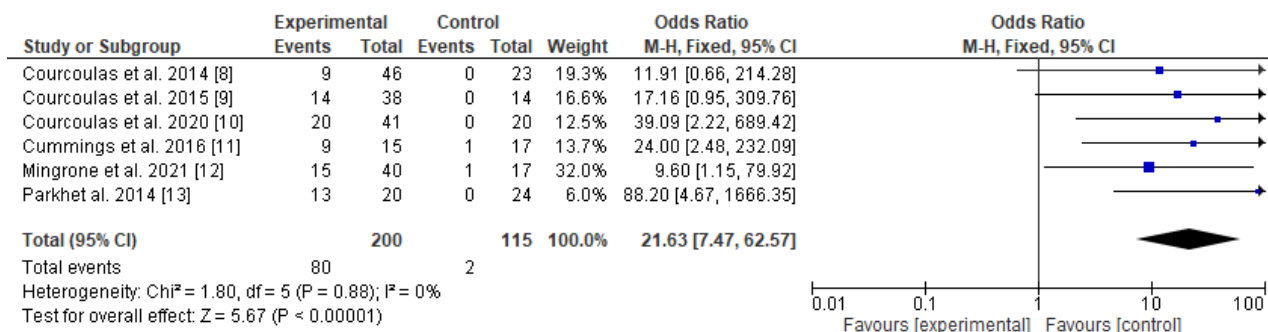 Experimental Control Odds Ratio Odds Ratio
Study or Subgroup Events Total Events Total Weight M-H, Fixed, 95% CI M-H, Fixed, 95% CI
Courcoulas et al. 2014 [8] 9 46 0 23 19.3% 11.91 [0.66, 214.28]
Courcoulas et al. 2015 [9] 14 38 0 14 16.6% 17.16 [0.95, 309.76]
Courcoulas et al. 2020 [10] 20 41 0 20 12.5% 39.09 [2.22, 689.42]
Cummings et al. 2016 [11] 9 15 1 17 13.7% 24.00 [2.48, 232.09]
Mingrone et al. 2021 [12] 15 40 1 17 32.0% 9.60 [1.15, 79.92]
Parkhet al. 2014 [13] 13 20 0 24 6.0% 88.20 [4.67, 1666.35]
Total (95% CI) 200 115 100.0% 21.63 [7.47, 62.57]
Total events 80 2
Heterogeneity: Chi² = 1.80, df = 5 (P = 0.88); I² = 0%
Test for overall effect: Z = 5.67 (P < 0.00001)
0.01 0.1 1 10 100
Favours [experimental] Favours [control]